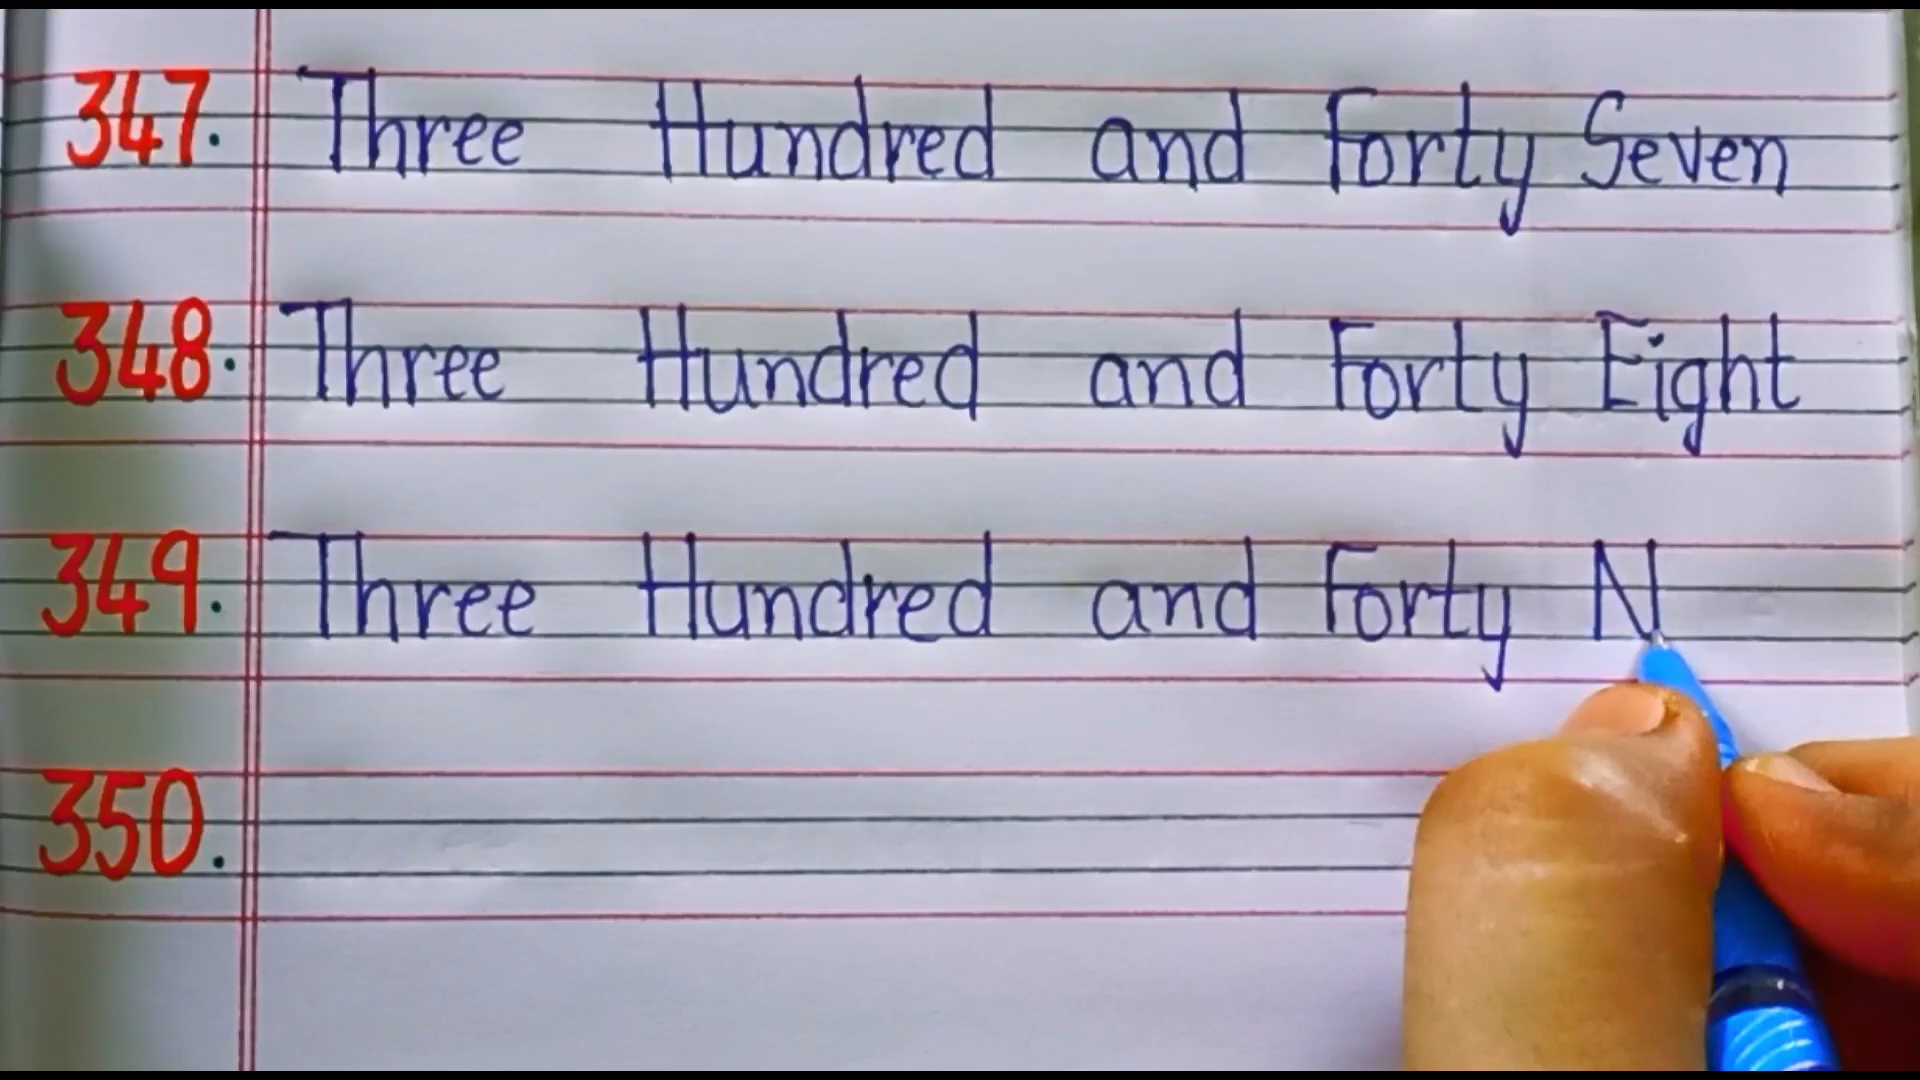 347. Three Hundred and Forty Seven
348. Three Hundred and Forty Eight
349. Three Hundred and Forty N
350.